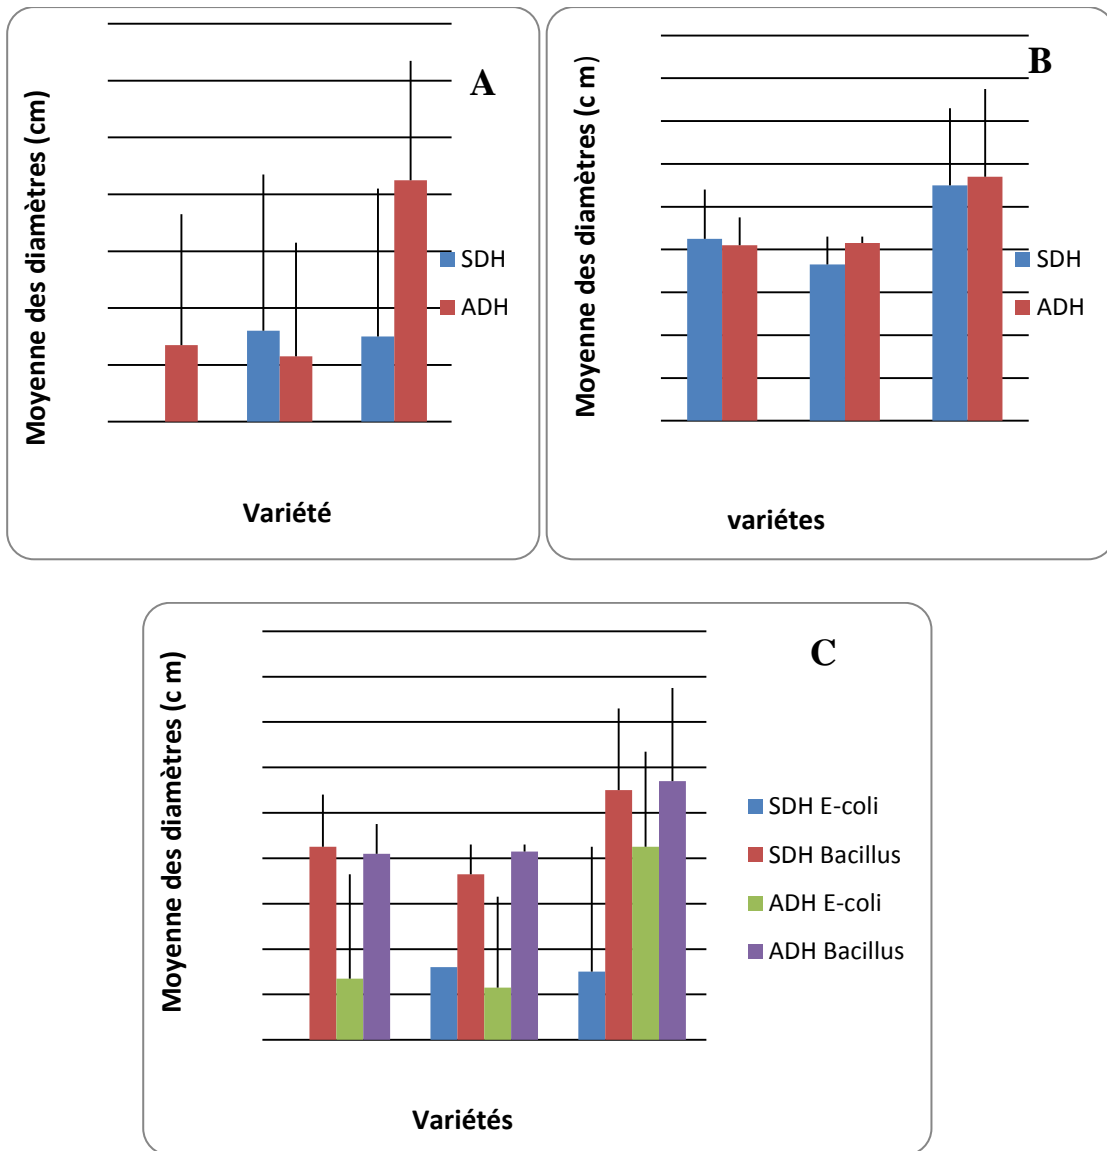 A
Moyenne des diamètres (cm)
SDH
ADH
Variété
B
Moyenne des diamètres (c m)
SDH
ADH
variétes
C
Moyenne des diamètres (c m)
SDH E-coli
SDH Bacillus
ADH E-coli
ADH Bacillus
Variétés